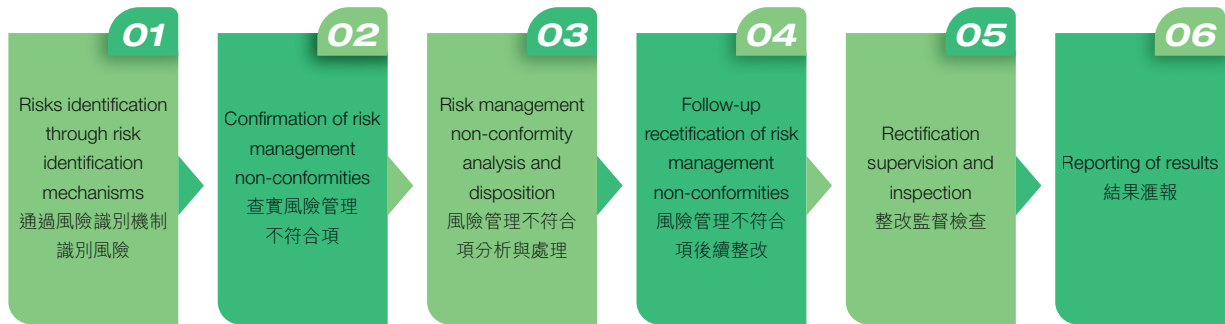 01
Risks identification
through risk
identification
mechanisms
通過風險識別機制
識別風險
02
Confirmation of risk
management
non-conformities
查實風險管理
不符合項
03
Risk management
non-conformity
analysis and
disposition
風險管理不符合
項分析與處理
04
Follow-up
recetification of risk
management
non-conformities
風險管理不符合
項後續整改
05
Rectification
supervision and
inspection
整改監督檢查
06
Reporting of results
結果滙報